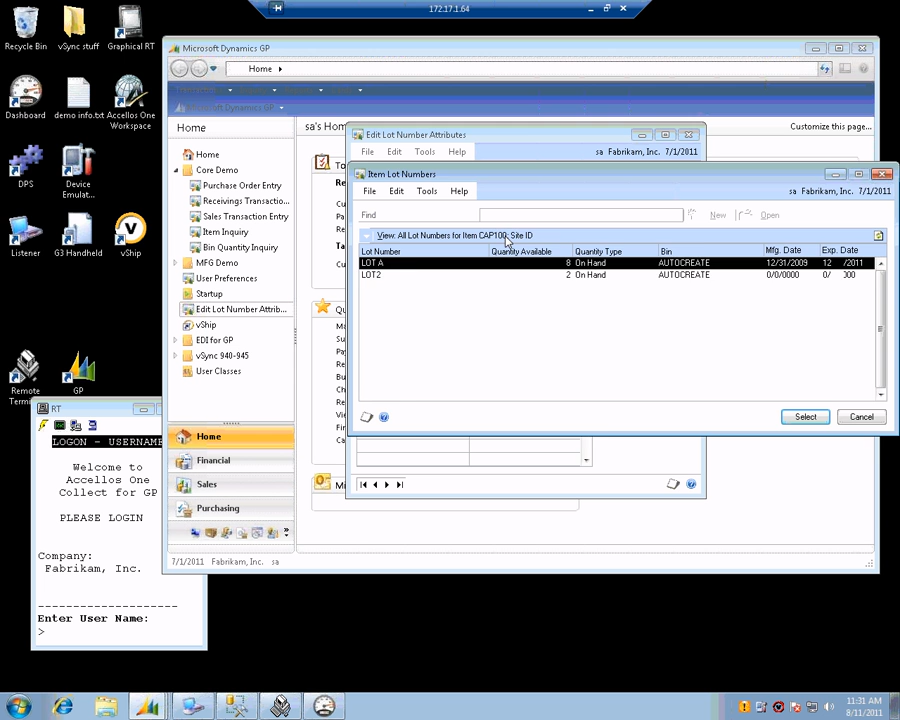 172.17.1.64
Recycle Bin
vSync stuff
Graphical RT
Dashboard
demo info.txt
Accellos One
Workspace
DPS
Device
Emulat...
Listener
G3 Handheld
vShip
Remote
GP
Microsoft Dynamics GP
Home
Home
sa's Hom
Customize this page...
Home
Core Demo
Purchase Order Entry
Receivings Transactio...
Sales Transaction Entry
Item Inquiry
Bin Quantity Inquiry
MFG Demo
User Preferences
Startup
Edit Lot Number Attrib...
vShip
EDI for GP
vSync 940-945
User Classes
Home
Financial
Sales
Purchasing
7/1/2011 Fabrikam, Inc. sa
Edit Lot Number Attributes
File Edit Tools Help
sa Fabrikam, Inc. 7/1/2011
Item Lot Numbers
File Edit Tools Help
sa Fabrikam, Inc. 7/1/2011
Find
New
Open
View: All Lot Numbers for Item CAP100; Site ID
Lot Number Quantity Available Quantity Type Bin Mfg. Date Exp. Date
LOT A 8 On Hand AUTOCREATE 12/31/2009 12 /2011
LOT2 2 On Hand AUTOCREATE 0/0/0000 0/ 000
Select
Cancel
RT
LOGON - USERNAME
Welcome to
Accellos One
Collect for GP
PLEASE LOGIN
Company:
Fabrikam, Inc.
--------------------
Enter User Name:
>
11:31 AM
8/11/2011